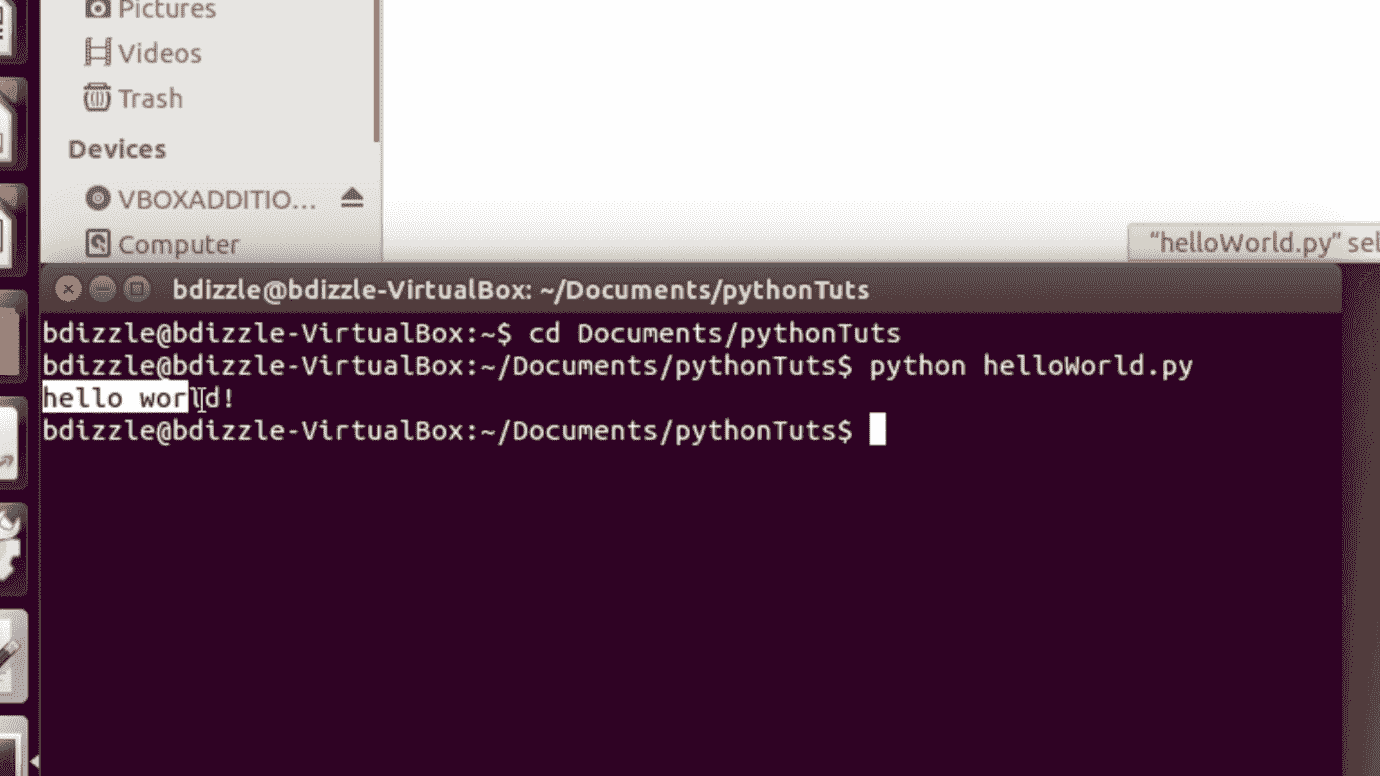 Pictures
Videos
Trash
Devices
VBOXADDITIO...
Computer
“helloWorld.py” sel
bdizzle@bdizzle-VirtualBox: ~/Documents/pythonTuts
bdizzle@bdizzle-VirtualBox:~$ cd Documents/pythonTuts
bdizzle@bdizzle-VirtualBox:~/Documents/pythonTuts$ python helloWorld.py
hello world!
bdizzle@bdizzle-VirtualBox:~/Documents/pythonTuts$